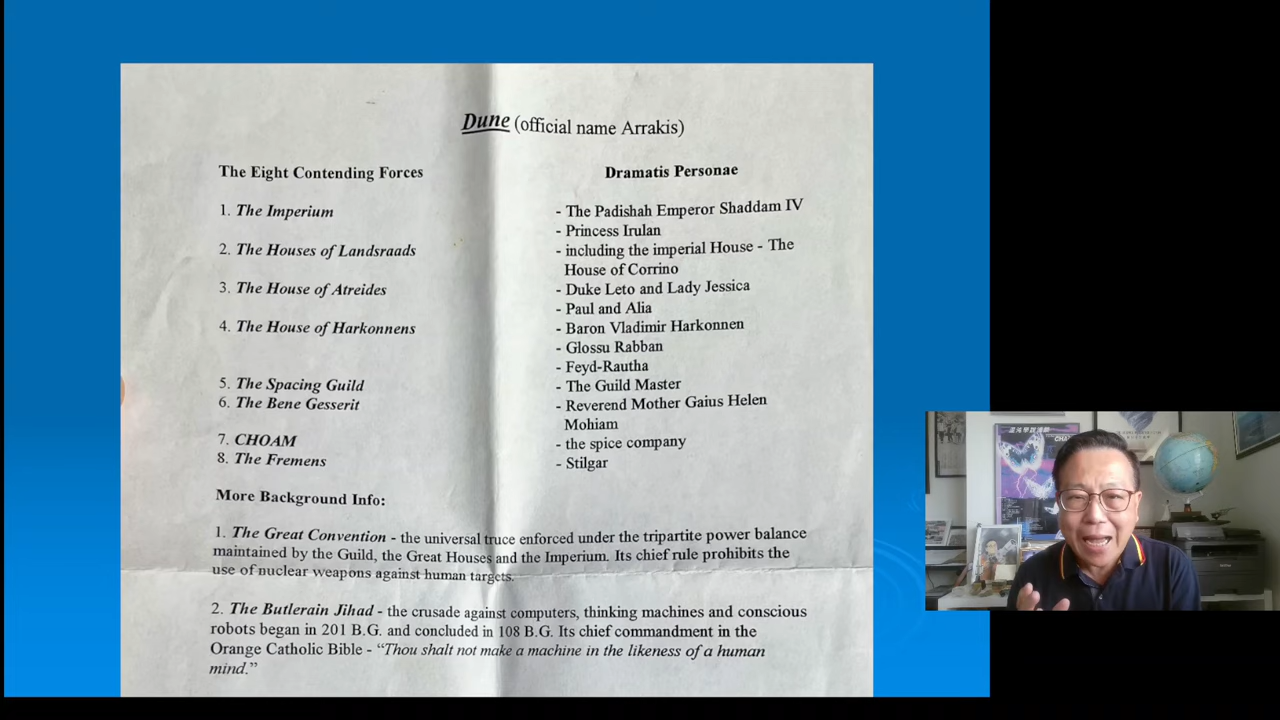 Dune (official name Arrakis)
The Eight Contending Forces
Dramatis Personae
1. The Imperium
- The Padishah Emperor Shaddam IV
- Princess Irulan
2. The Houses of Landsraads
- including the imperial House - The
House of Corrino
3. The House of Atreides
- Duke Leto and Lady Jessica
- Paul and Alia
4. The House of Harkonnens
- Baron Vladimir Harkonnen
- Glossu Rabban
- Feyd-Rautha
5. The Spacing Guild
- The Guild Master
6. The Bene Gesserit
- Reverend Mother Gaius Helen
Mohiam
7. CHOAM
- the spice company
8. The Fremens
- Stilgar
More Background Info:
1. The Great Convention - the universal truce enforced under the tripartite power balance
maintained by the Guild, the Great Houses and the Imperium. Its chief rule prohibits the
use of nuclear weapons against human targets.
2. The Butlerain Jihad - the crusade against computers, thinking machines and conscious
robots began in 201 B.G. and concluded in 108 B.G. Its chief commandment in the
Orange Catholic Bible - “Thou shalt not make a machine in the likeness of a human
mind.”